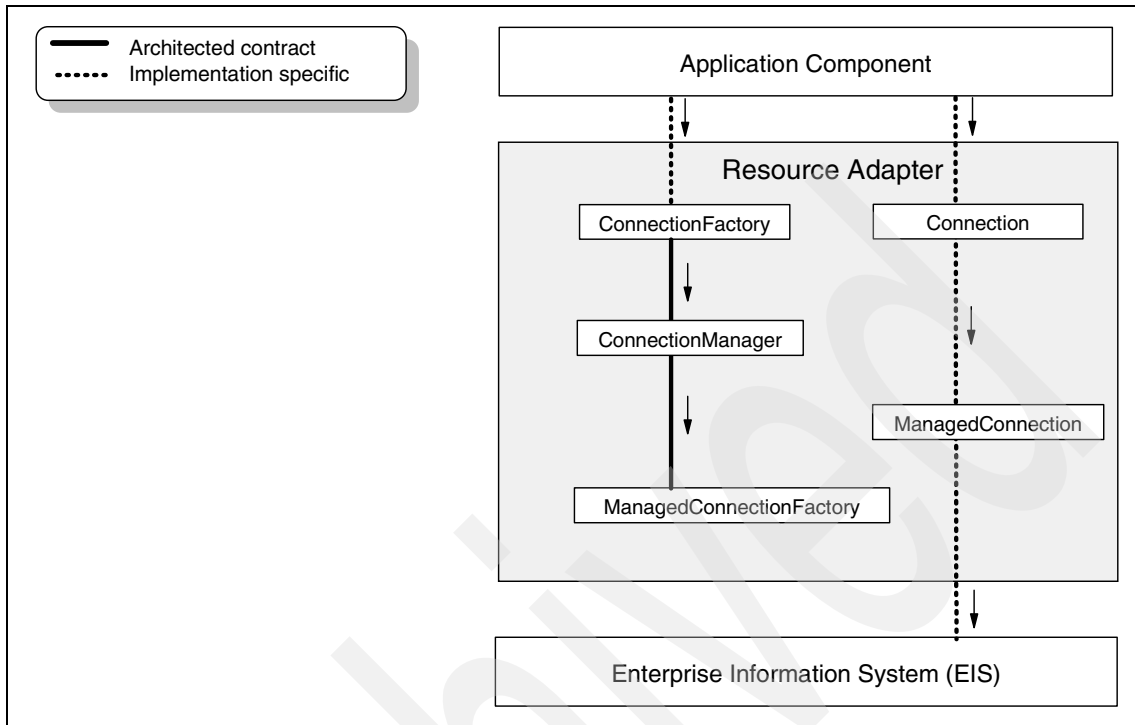 Architected contract
Implementation specific
Application Component
Resource Adapter
ConnectionFactory
Connection
ConnectionManager
ManagedConnection
ManagedConnectionFactory
Enterprise Information System (EIS)